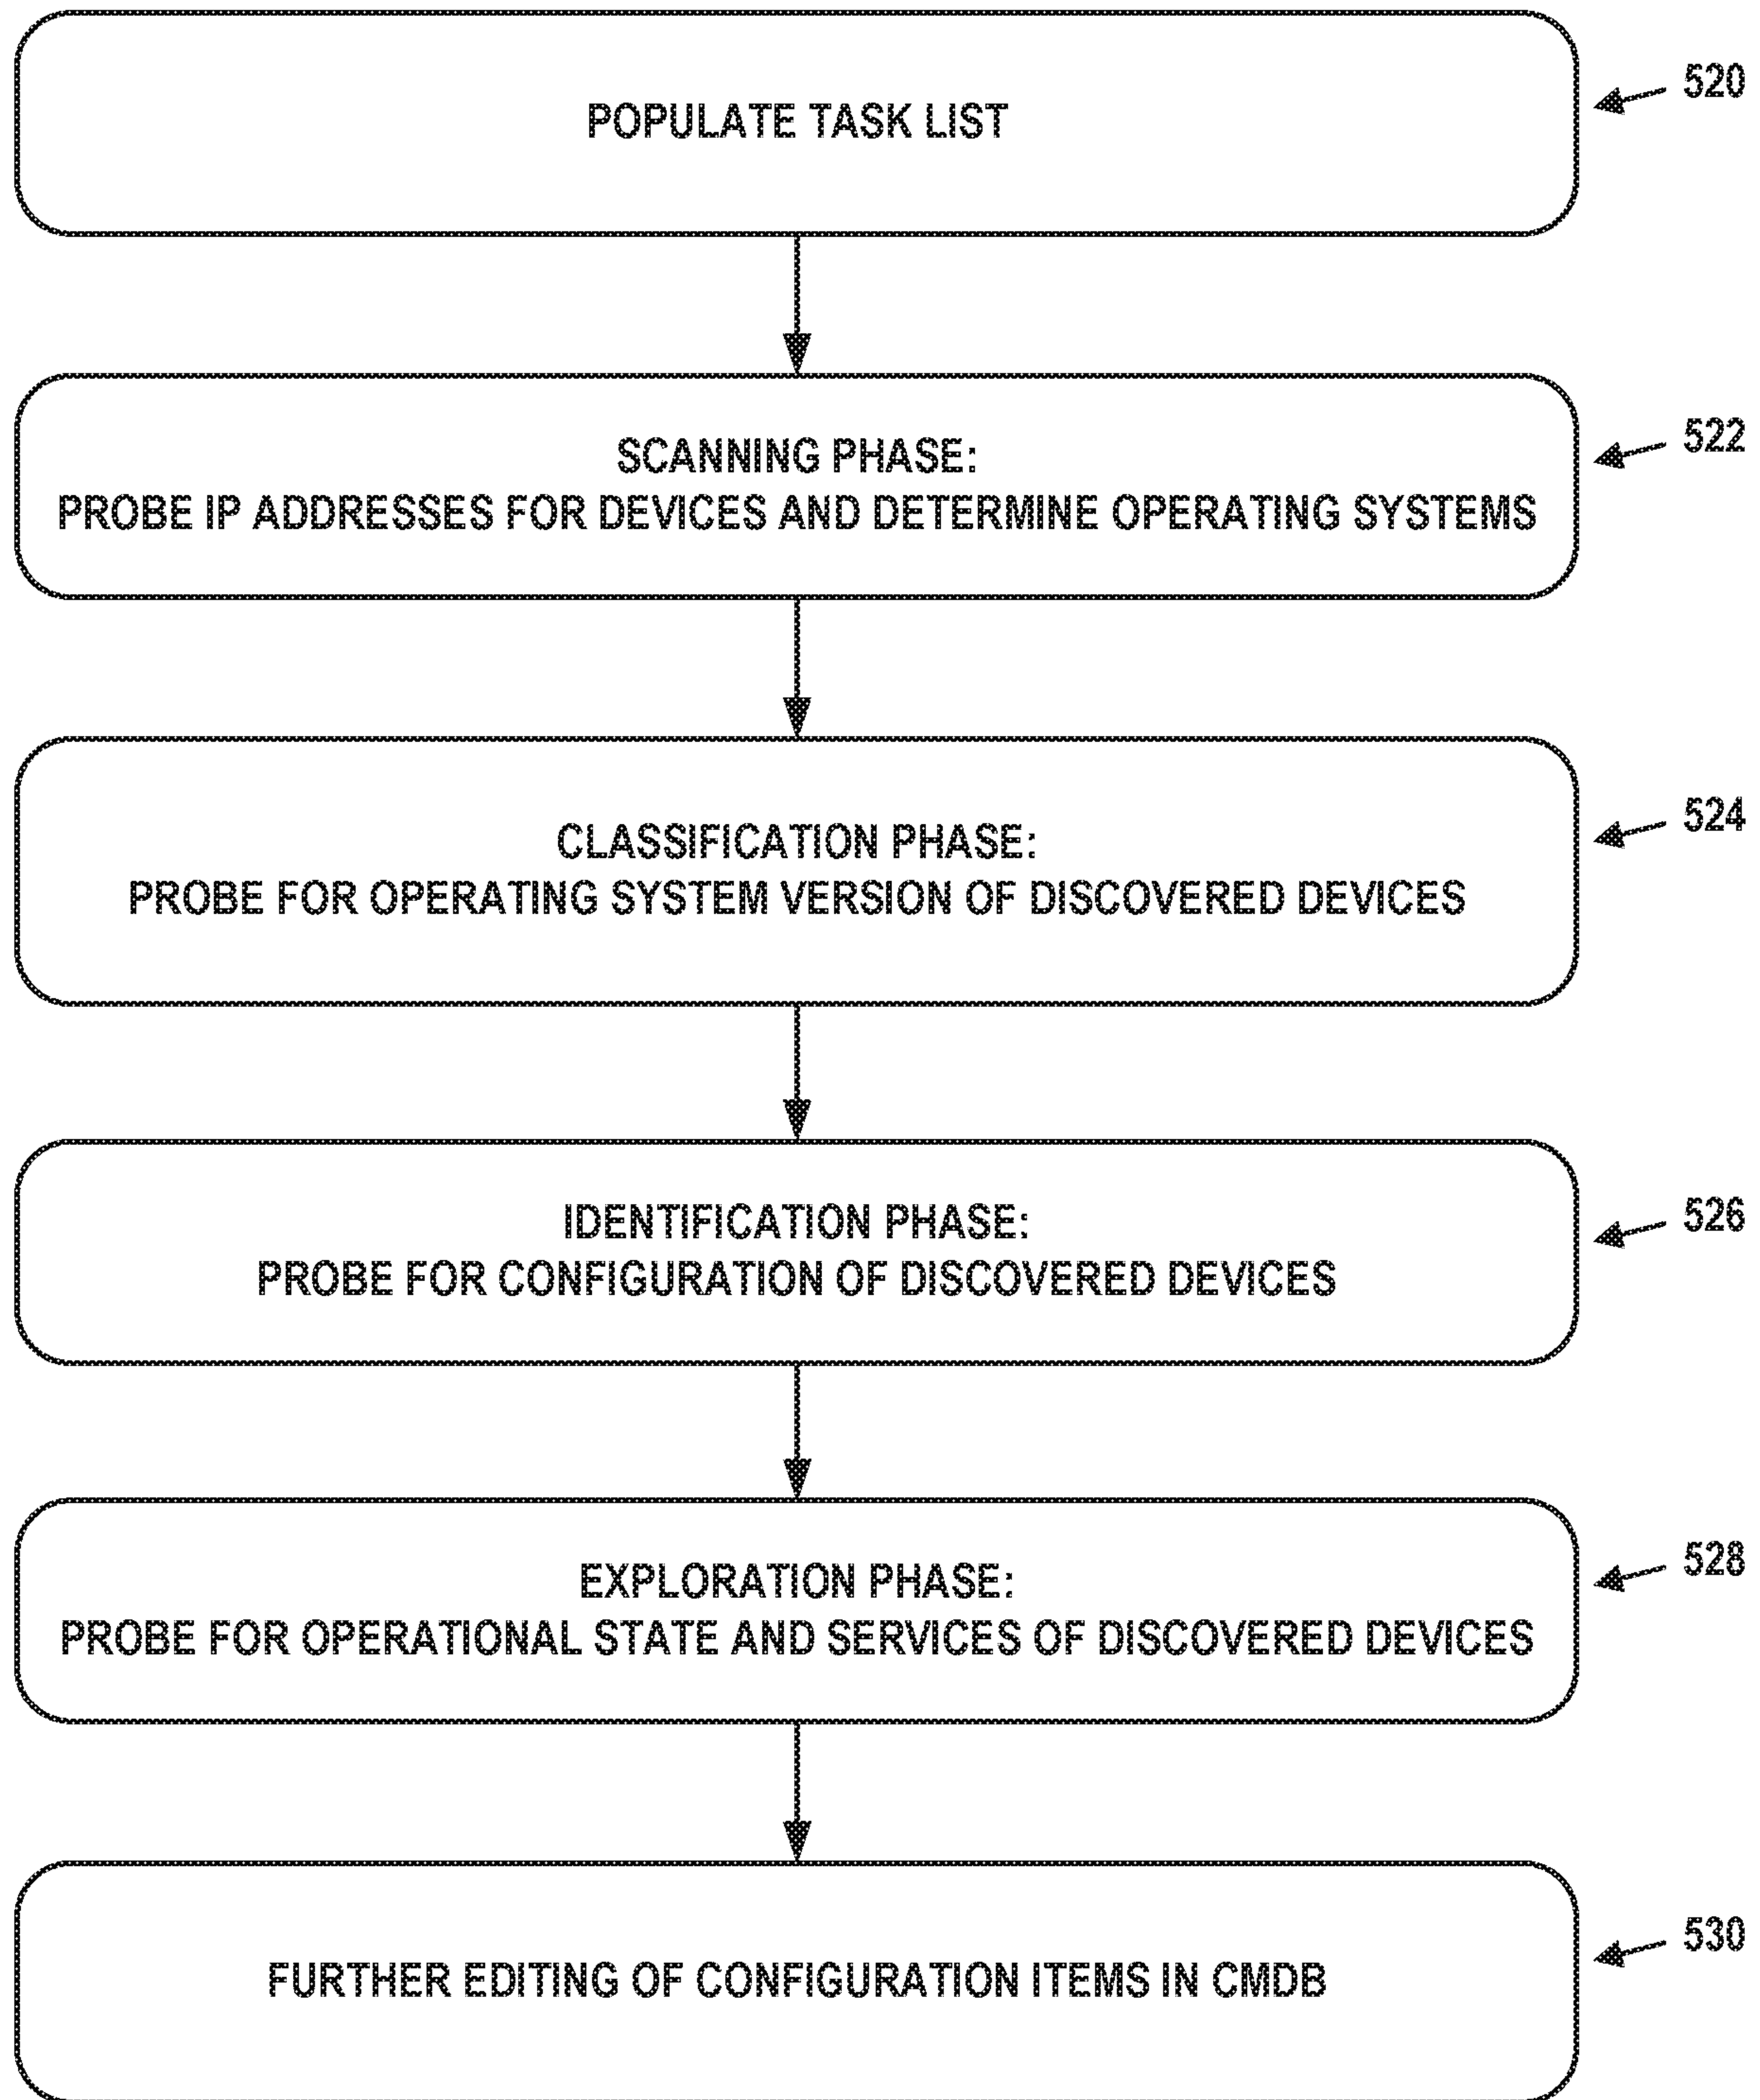 POPULATE TASK LIST
520
SCANNING PHASE:
PROBE IP ADDRESSES FOR DEVICES AND DETERMINE OPERATING SYSTEMS
522
CLASSIFICATION PHASE:
PROBE FOR OPERATING SYSTEM VERSION OF DISCOVERED DEVICES
524
IDENTIFICATION PHASE:
PROBE FOR CONFIGURATION OF DISCOVERED DEVICES
526
EXPLORATION PHASE:
PROBE FOR OPERATIONAL STATE AND SERVICES OF DISCOVERED DEVICES
528
FURTHER EDITING OF CONFIGURATION ITEMS IN CMDB
530